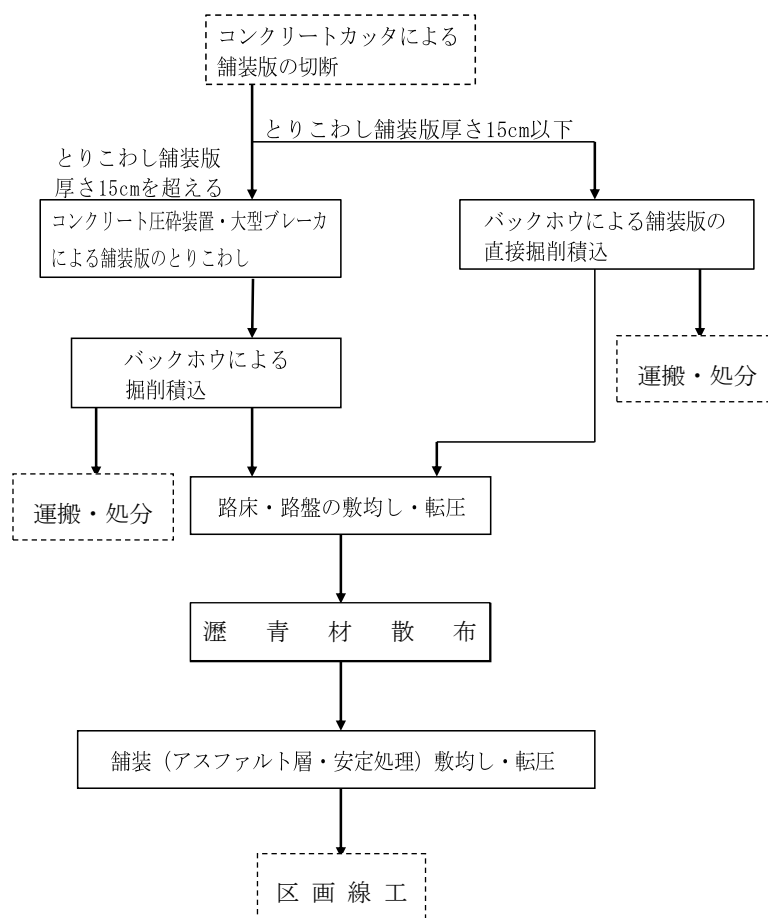 コンクリートカッタによる
舗装版の切断
とりこわし舗装版厚さ15cm以下
とりこわし舗装版
厚さ15cmを超える
コンクリート圧砕装置・大型ブレーカ
による舗装版のとりこわし
バックホウによる舗装版の
直接掘削積込
バックホウによる
掘削積込
運搬・処分
運搬・処分
路床・路盤の敷均し・転圧
瀝青材散布
舗装（アスファルト層・安定処理）敷均し・転圧
区画線工